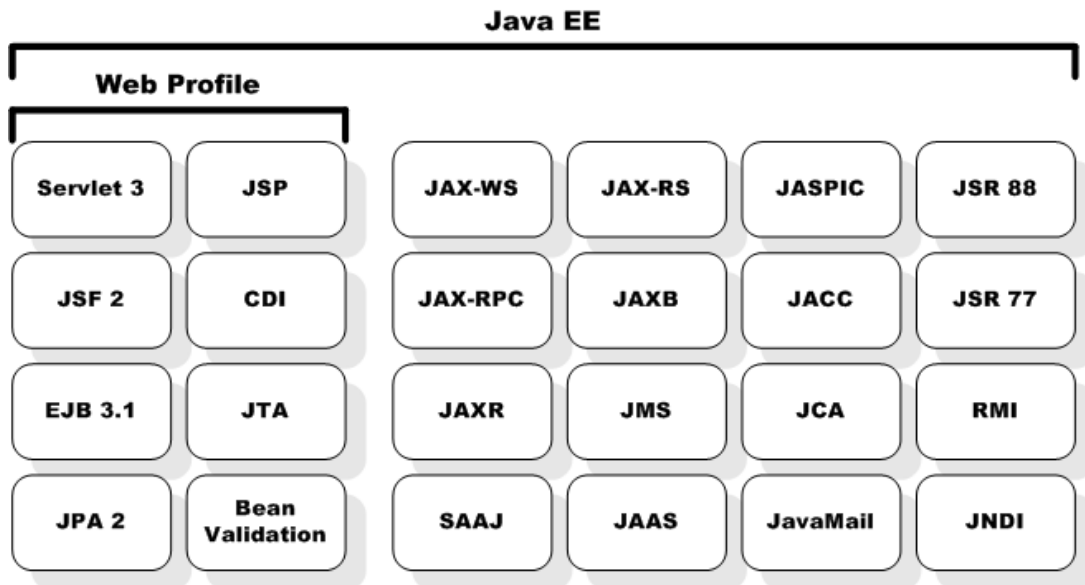 Java EE
Web Profile
Servlet 3
JSP
JAX-WS
JAX-RS
JASPIC
JSR 88
JSF 2
CDI
JAX-RPC
JAXB
JACC
JSR 77
EJB 3.1
JTA
JAXR
JMS
JCA
RMI
JPA 2
Bean
Validation
SAAJ
JAAS
JavaMail
JNDI